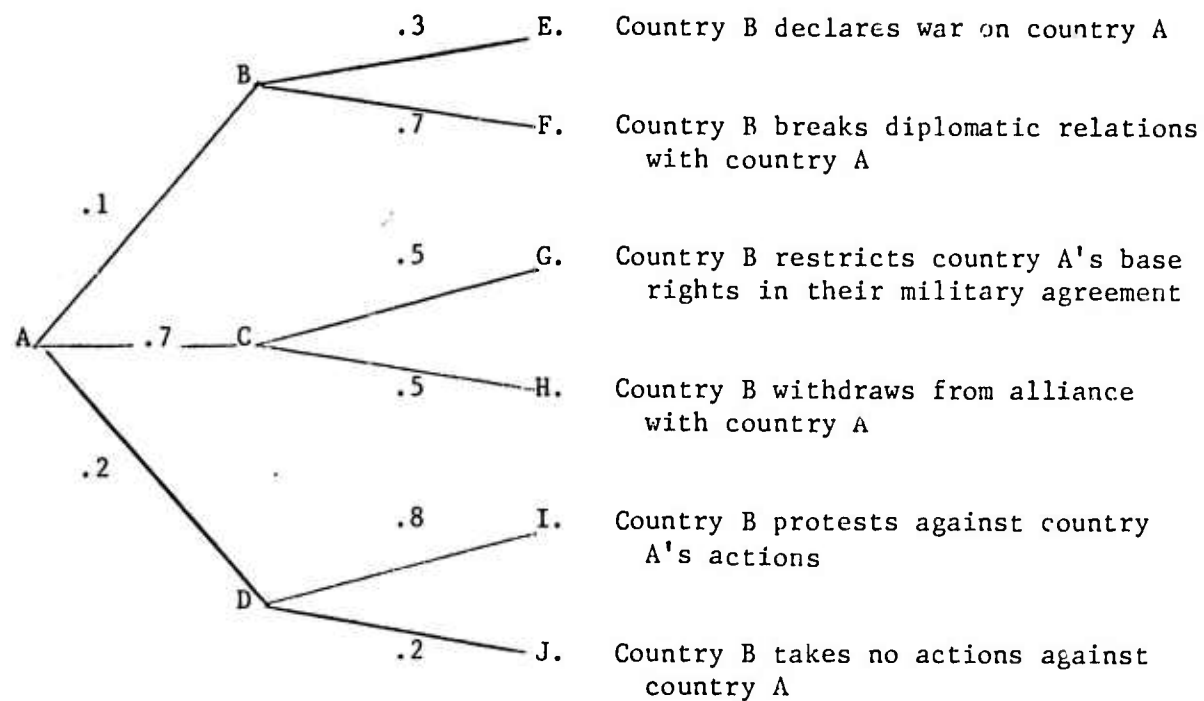 .3 E. Country B declares war on country A
B
.7 F. Country B breaks diplomatic relations
with country A
.1
.5 G. Country B restricts country A's base
rights in their military agreement
A .7 C
.5 H. Country B withdraws from alliance
with country A
.2
.8 I. Country B protests against country
A's actions
D
.2 J. Country B takes no actions against
country A